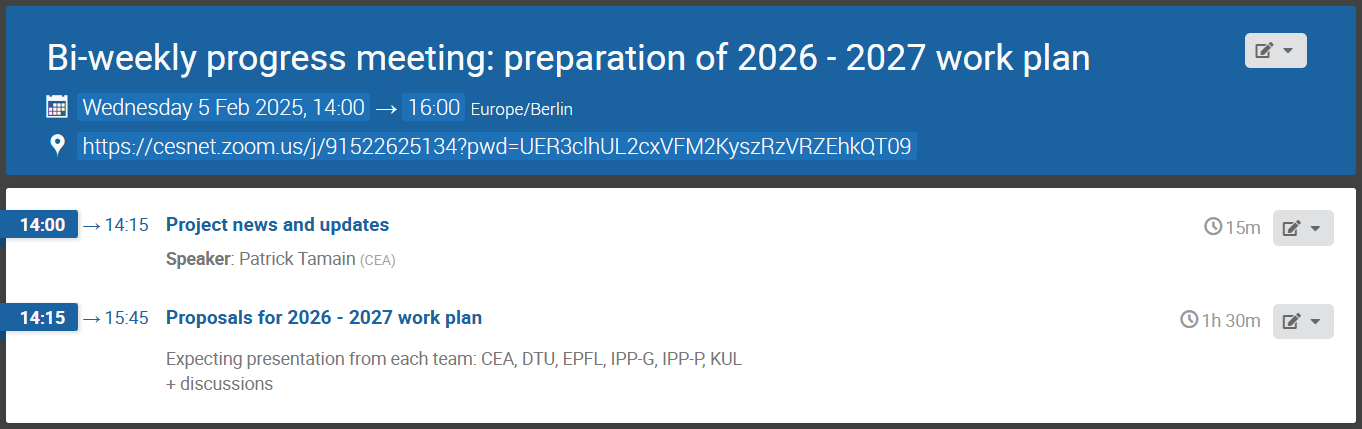 Bi-weekly progress meeting: preparation of 2026 - 2027 work plan
Wednesday 5 Feb 2025, 14:00 → 16:00 Europe/Berlin
https://cesnet.zoom.us/j/91522625134?pwd=UER3clhUL2cxVFM2KyszRzVRZEhkQT09
14:00 → 14:15 Project news and updates 15m
Speaker: Patrick Tamain (CEA)
14:15 → 15:45 Proposals for 2026 - 2027 work plan 1h 30m
Expecting presentation from each team: CEA, DTU, EPFL, IPP-G, IPP-P, KUL
+ discussions